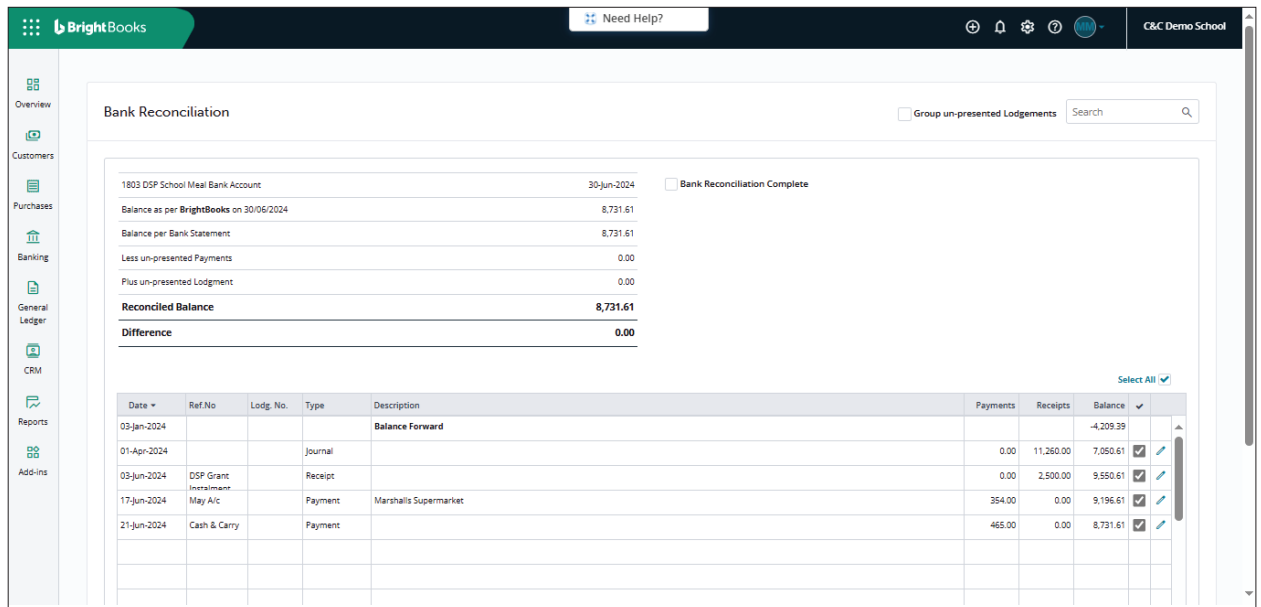 BrightBooks
Need Help?
MM
C&C Demo School
Overview
Customers
Purchases
Banking
General
Ledger
CRM
Reports
Add-ins
Bank Reconciliation
Group un-presented Lodgements
Search
1803 DSP School Meal Bank Account 30-Jun-2024
Bank Reconciliation Complete
Balance as per BrightBooks on 30/06/2024 8,731.61
Balance per Bank Statement 8,731.61
Less un-presented Payments 0.00
Plus un-presented Lodgment 0.00
Reconciled Balance 8,731.61
Difference 0.00
Select All
Date Ref.No Lodg. No. Type Description Payments Receipts Balance
03-Jan-2024 Balance Forward -4,209.39
01-Apr-2024 Journal 0.00 11,260.00 7,050.61
03-Jun-2024 DSP Grant Receipt 0.00 2,500.00 9,550.61
Instalment
17-Jun-2024 May A/c Payment Marshalls Supermarket 354.00 0.00 9,196.61
21-Jun-2024 Cash & Carry Payment 465.00 0.00 8,731.61